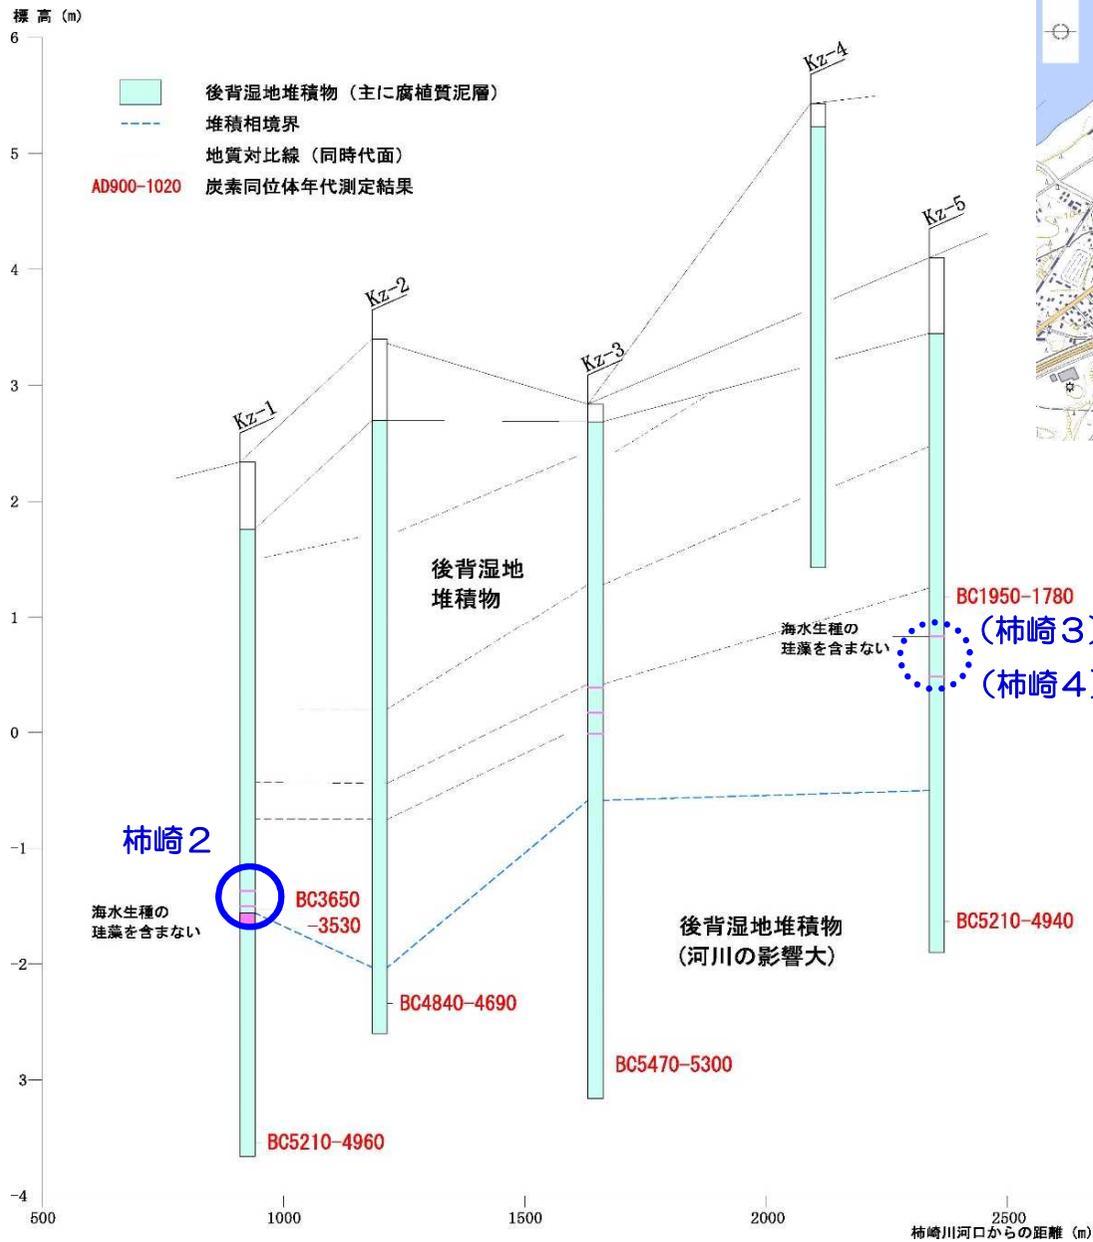 標 高 (m)
6
5
4
3
2
1
0
-1
-2
3
-4
後背湿地堆積物（主に腐植質泥層）
堆積相境界
地質対比線（同時代面）
AD900-1020 炭素同位体年代測定結果
Kz-4
Kz-5
Kz-2
Kz-3
Kz-1
後背湿地
堆積物
BC1950-1780
海水生種の
珪藻を含まない
(柿崎３)
(柿崎４)
柿崎２
海水生種の
珪藻を含まない
BC3650
-3530
後背湿地堆積物
(河川の影響大)
BC5210-4940
BC4840-4690
BC5470-5300
BC5210-4960
500 1000 1500 2000 2500
柿崎川河口からの距離 (m)